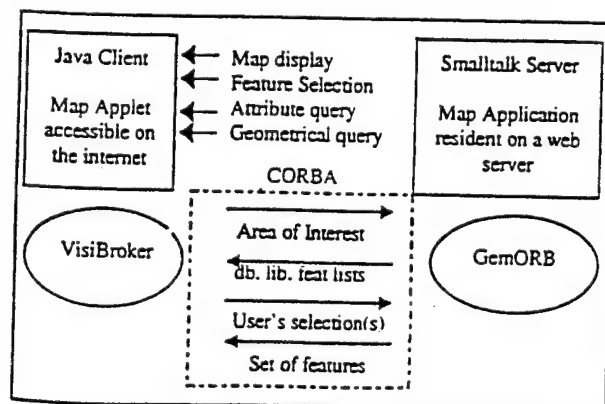 Java Client
Map Applet
accessible on
the internet
Map display
Feature Selection
Attribute query
Geometrical query
Smalltalk Server
Map Application
resident on a web
server
CORBA
VisiBroker
Area of Interest
db. lib. feat lists
User's selection(s)
Set of features
GemORB